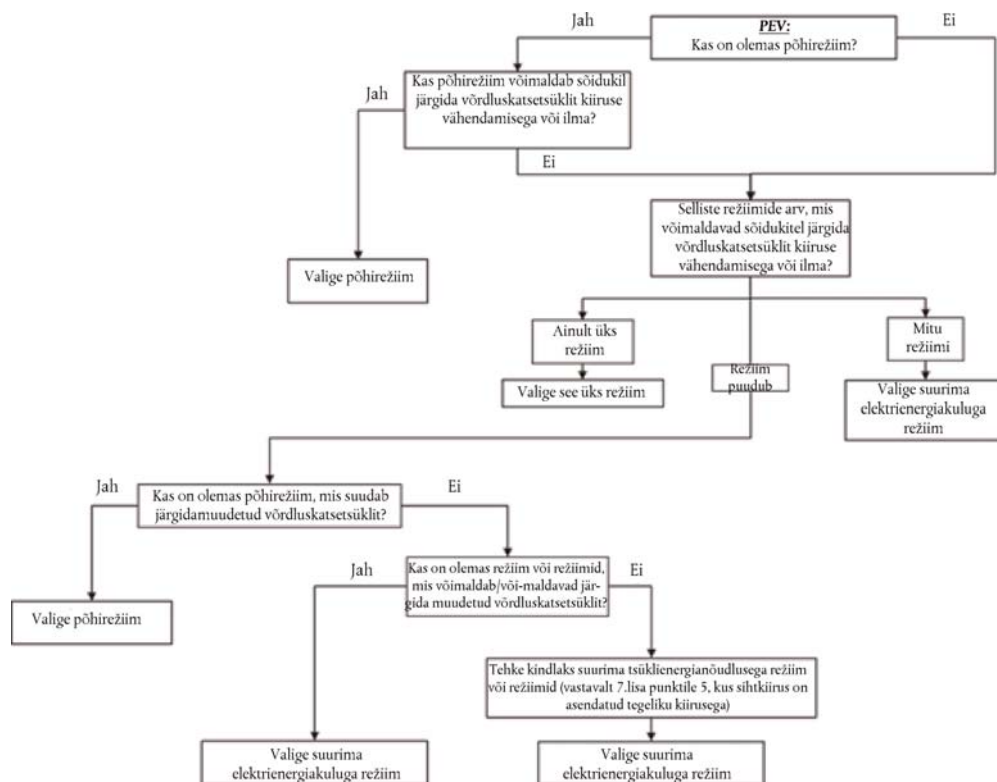 Jah
PEV:
Ei
Kas on olemas põhirežiim?
Jah
Kas põhirežiim võimaldab sõidukil
järgida võrdluskatsetsüklit kiiruse
vähendamisega või ilma?
Ei
Selliste režiimide arv, mis
võimaldavad sõidukitel järgida
võrdluskatsetsüklit kiiruse
vähendamisega või ilma?
Valige põhirežiim
Ainult üks
režiim
Režiim
puudub
Mitu
režiimi
Valige see üks režiim
Valige suurima
elektrienergiakuluga
režiim
Jah
Kas on olemas põhirežiim, mis suudab
järgidamuudetud võrdluskatsetsüklit?
Ei
Jah
Kas on olemas režiim või režiimid,
mis võimaldab/või-maldavad jär-
gida muudetud võrdluskatsetsüklit?
Ei
Valige põhirežiim
Tehke kindlaks suurima tsüklienergianõudlusega režiim
või režiimid (vastavalt 7.lisa punktile 5, kus sihtkiirus on
asendatud tegeliku kiirusega)
Valige suurima
elektrienergiakuluga režiim
Valige suurima
elektrienergiakuluga režiim